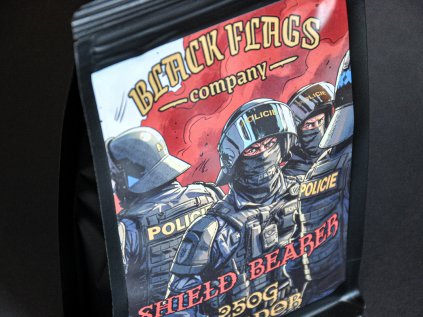 BLACK FLAGS
company
POLICIE
POLICIE
POLICIE
POLICIE
SHIELD BEARER
250G